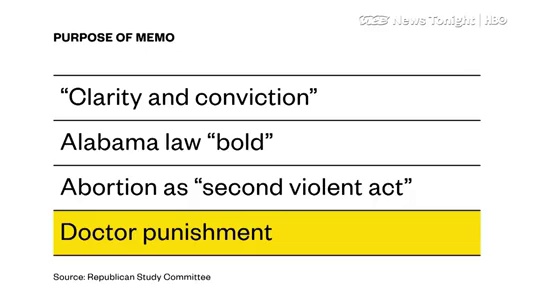 VICE News Tonight | HBO
PURPOSE OF MEMO
“Clarity and conviction”
Alabama law “bold”
Abortion as “second violent act”
Doctor punishment
Source: Republican Study Committee